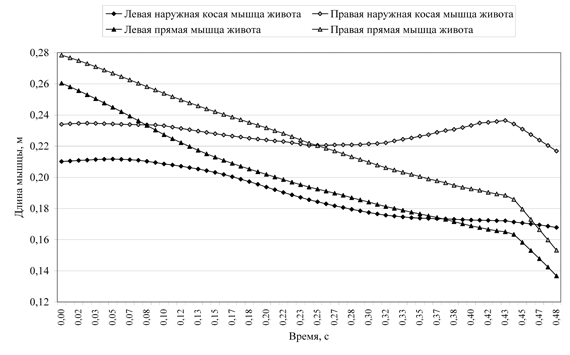 Левая наружная косая мышца живота
Правая наружная косая мышца живота
Левая прямая мышца живота
Правая прямая мышца живота
Длина мышцы, м
0,28
0,26
0,24
0,22
0,20
0,18
0,16
0,14
0,12
0,00 0,02 0,03 0,05 0,07 0,08 0,10 0,12 0,13 0,15 0,17 0,18 0,20 0,22 0,23 0,25 0,27 0,28 0,30 0,32 0,33 0,35 0,37 0,38 0,40 0,42 0,43 0,45 0,47 0,48
Время, с